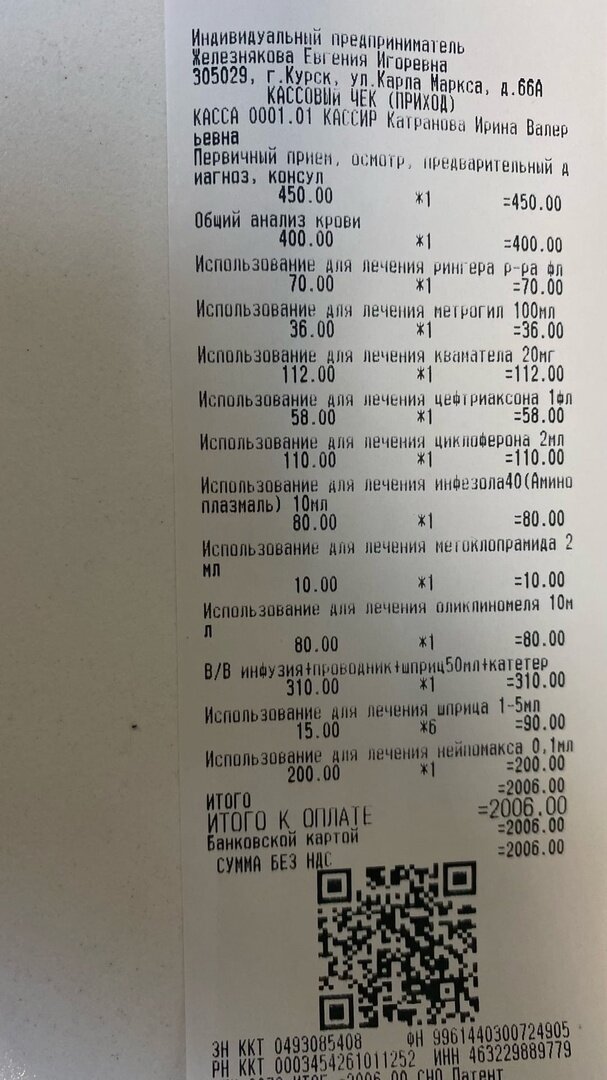 Индивидуальный предприниматель
Железнякова Евгения Игоревна
305029, г.Курск, ул.Карла Маркса, д.66А
КАССОВЫЙ ЧЕК (ПРИХОД)
КАССА 0001.01 КАССИР Катранова Ирина Валер
ьевна
Первичный прием, осмотр, предварительный д
иагноз, консул
450.00 *1 =450.00
Общий анализ крови
400.00 *1 =400.00
Использование для лечения рингера р-ра фл
70.00 *1 =70.00
Использование для лечения метрогил 100мл
36.00 *1 =36.00
Использование для лечения квамателa 20мг
112.00 *1 =112.00
Использование для лечения цефтриаксона 1фл
58.00 *1 =58.00
Использование для лечения циклоферона 2мл
110.00 *1 =110.00
Использование для лечения инфезола40(Амино
плазмаль) 10мл
80.00 *1 =80.00
Использование для лечения метоклопрамида 2
мл
10.00 *1 =10.00
Использование для лечения оликлиномеля 10м
л
80.00 *1 =80.00
В/В инфузия+проводник+шприц50мл+катетер
310.00 *1 =310.00
Использование для лечения шприца 1-5мл
15.00 *6 =90.00
Использование для лечения нейпомакса 0,1мл
200.00 *1 =200.00
ИТОГО =2006.00
ИТОГО К ОПЛАТЕ =2006.00
Банковской картой =2006.00
СУММА БЕЗ НДС =2006.00
ЗН ККТ 0493085408 ФН 9961440300724905
РН ККТ 0003454261011252 ИНН 463229889779
=2006.00 СНО Патент